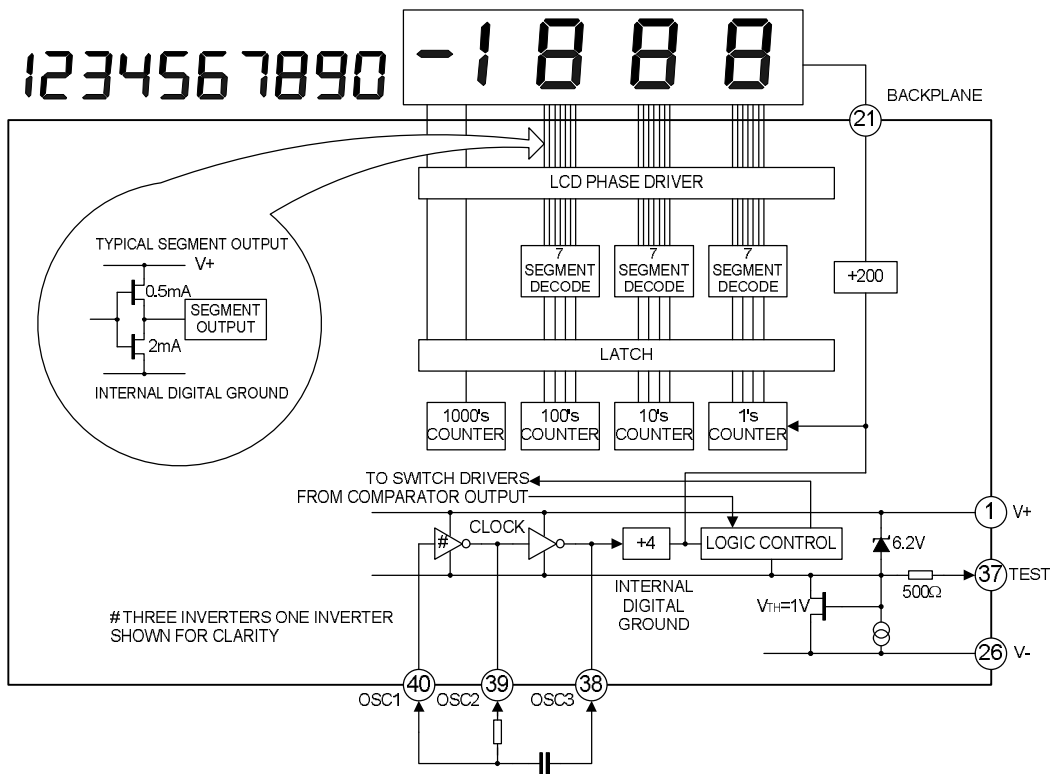 1234567890
-1888
BACKPLANE
21
LCD PHASE DRIVER
TYPICAL SEGMENT OUTPUT
V+
0.5mA
SEGMENT
OUTPUT
2mA
INTERNAL DIGITAL GROUND
7
SEGMENT
DECODE
7
SEGMENT
DECODE
7
SEGMENT
DECODE
+200
LATCH
1000's
COUNTER
100's
COUNTER
10's
COUNTER
1's
COUNTER
TO SWITCH DRIVERS
FROM COMPARATOR OUTPUT
1 V+
CLOCK
#
+4
LOGIC CONTROL
6.2V
37 TEST
500Ω
INTERNAL
DIGITAL
GROUND
VTH=1V
# THREE INVERTERS ONE INVERTER
SHOWN FOR CLARITY
26 V-
40
39
38
OSC1
OSC2
OSC3